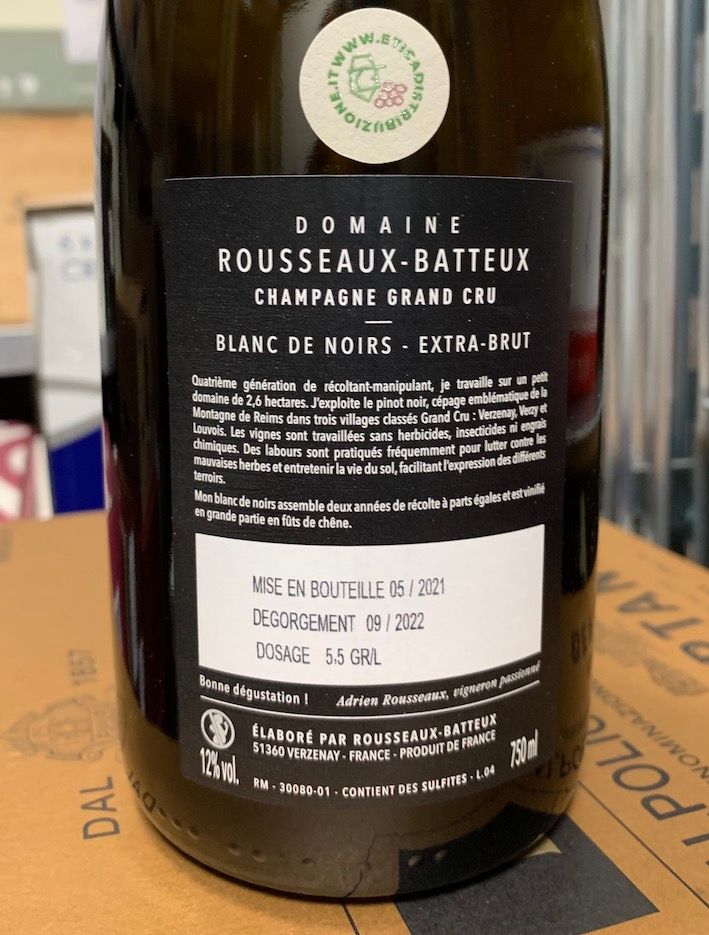 WWW.ETICADISTRIBUZIONE.IT
DOMAINE
ROUSSEAUX-BATTEUX
CHAMPAGNE GRAND CRU
BLANC DE NOIRS - EXTRA-BRUT
Quatrième génération de récoltant-manipulant, je travaille sur un petit
domaine de 2,6 hectares. J'exploite le pinot noir, cépage emblématique de la
Montagne de Reims dans trois villages classés Grand Cru : Verzenay, Verzy et
Louvois. Les vignes sont travaillées sans herbicides, insecticides ni engrais
chimiques. Des labours sont pratiqués fréquemment pour lutter contre les
mauvaises herbes et entretenir la vie du sol, facilitant l'expression des différents
terroirs.
Mon blanc de noirs assemble deux années de récolte à parts égales et est vinifié
en grande partie en fûts de chêne.
MISE EN BOUTEILLE 05 / 2021
DEGORGEMENT 09 / 2022
DOSAGE 5.5 GR/L
Bonne dégustation ! Adrien Rousseaux, vigneron passionné
ÉLABORÉ PAR ROUSSEAUX-BATTEUX
51360 VERZENAY - FRANCE - PRODUIT DE FRANCE
12% vol. 750 ml
RM - 30080-01 - CONTIENT DES SULFITES - L.04
DAL 1857